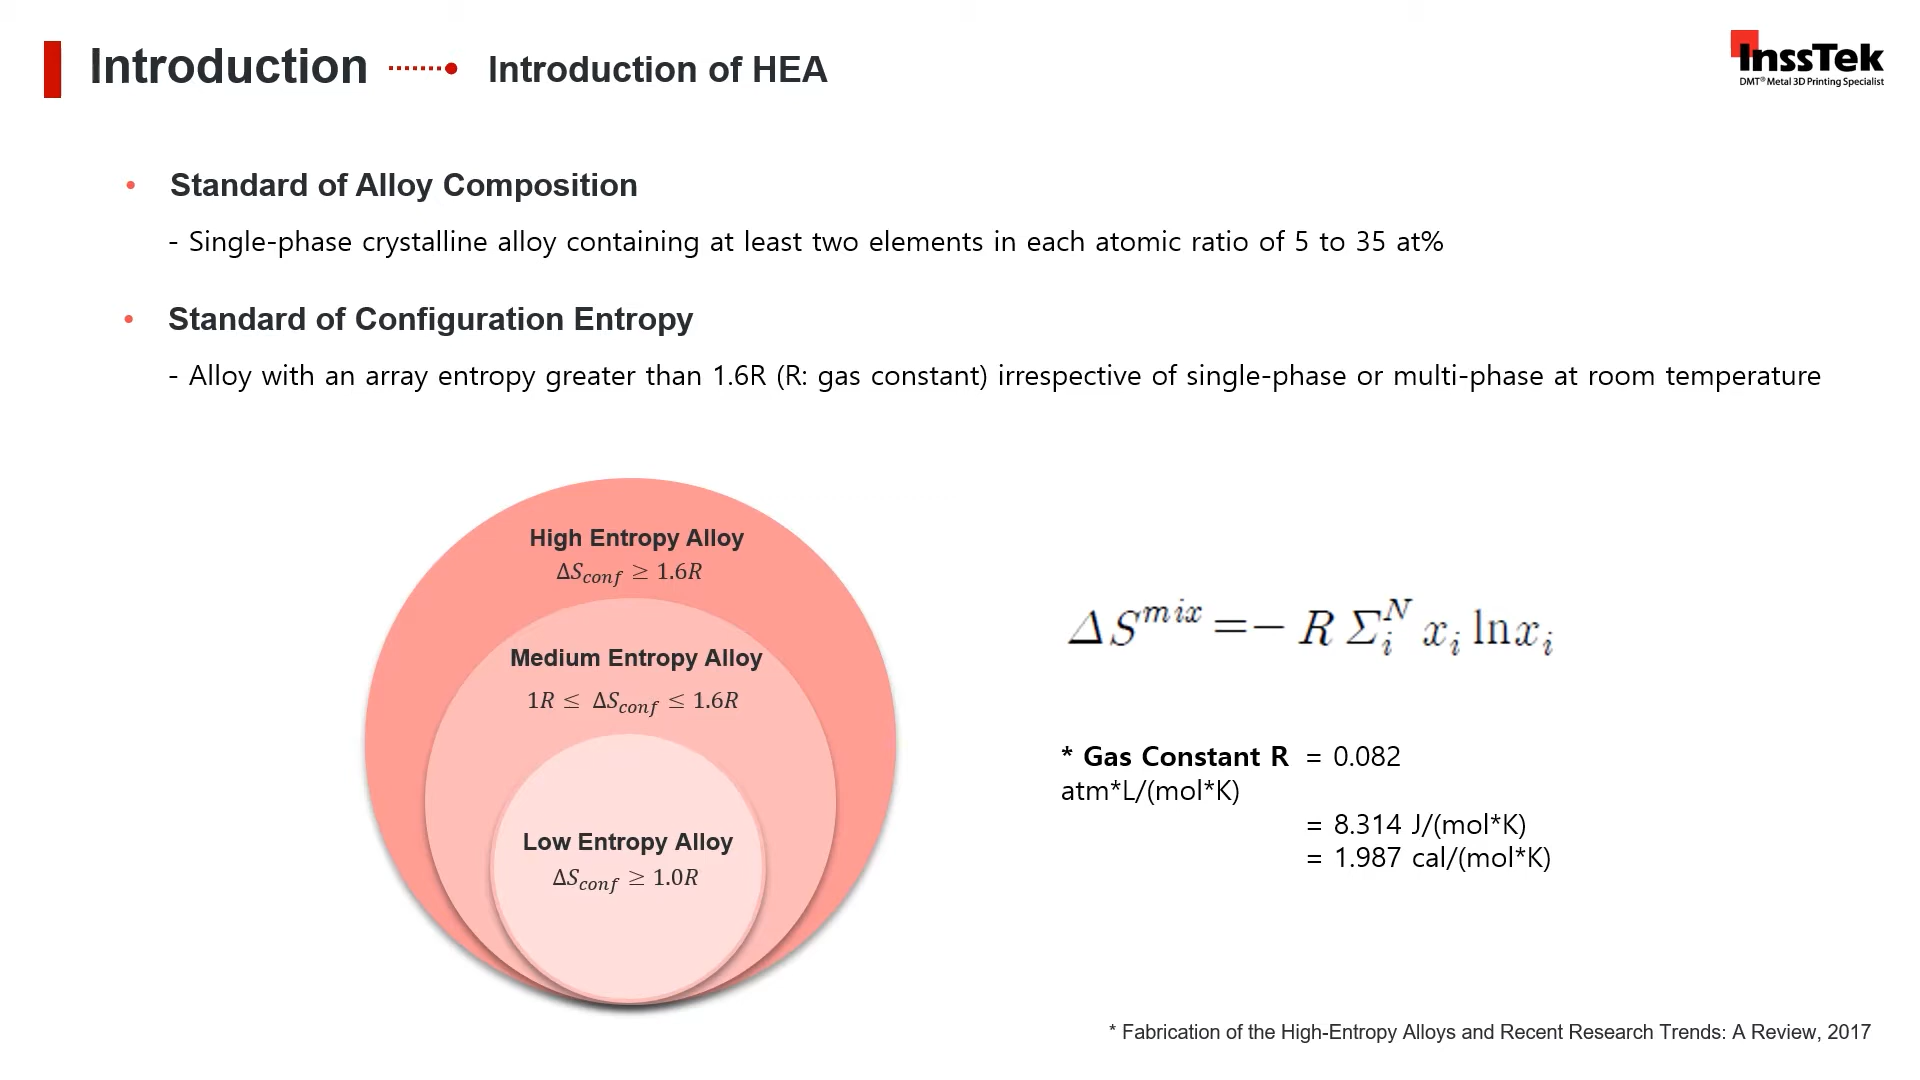 Introduction
Introduction of HEA
InssTek
DMT® Metal 3D Printing Specialist
• Standard of Alloy Composition
- Single-phase crystalline alloy containing at least two elements in each atomic ratio of 5 to 35 at%
• Standard of Configuration Entropy
- Alloy with an array entropy greater than 1.6R (R: gas constant) irrespective of single-phase or multi-phase at room temperature
High Entropy Alloy
ΔS_conf ≥ 1.6R
Medium Entropy Alloy
1R ≤ ΔS_conf ≤ 1.6R
Low Entropy Alloy
ΔS_conf ≥ 1.0R
ΔS^mix = − R Σ_i^N x_i ln x_i
* Gas Constant R = 0.082
atm*L/(mol*K)
= 8.314 J/(mol*K)
= 1.987 cal/(mol*K)
* Fabrication of the High-Entropy Alloys and Recent Research Trends: A Review, 2017